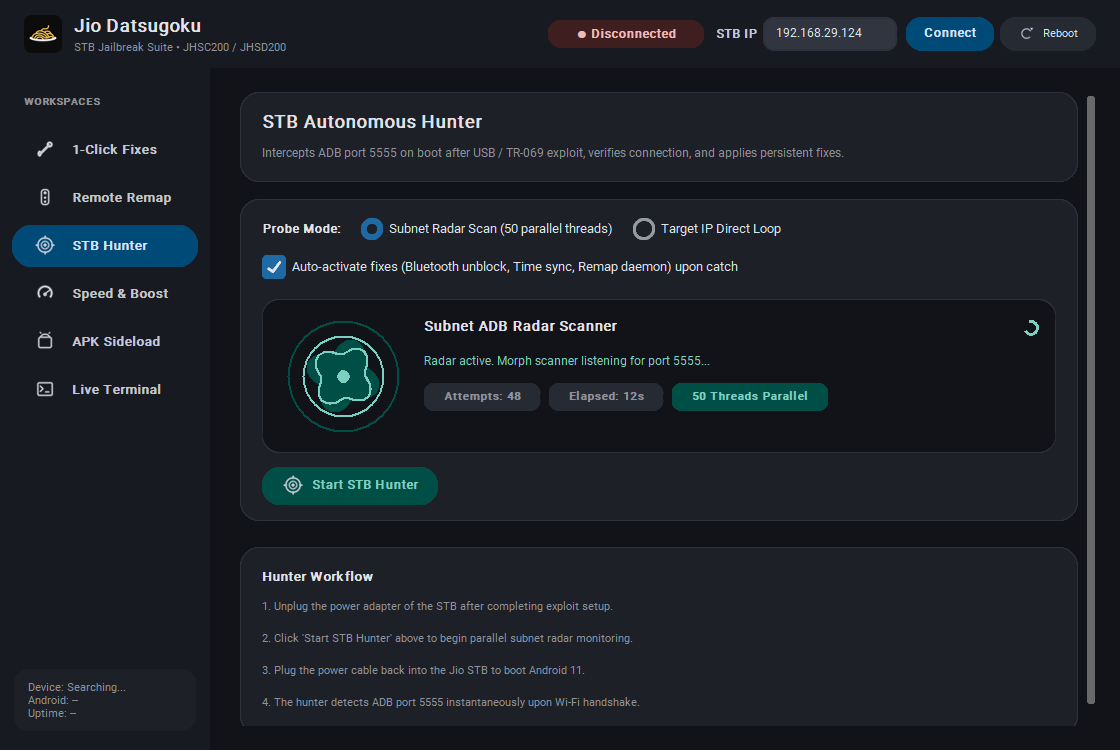 Jio Datsugoku
STB Jailbreak Suite • JHSC200 / JHSD200
● Disconnected
STB IP
192.168.29.124
Connect
Reboot
WORKSPACES
1-Click Fixes
Remote Remap
STB Hunter
Speed & Boost
APK Sideload
Live Terminal
Device: Searching...
Android: –
Uptime: –
STB Autonomous Hunter
Intercepts ADB port 5555 on boot after USB / TR-069 exploit, verifies connection, and applies persistent fixes.
Probe Mode:
Subnet Radar Scan (50 parallel threads)
Target IP Direct Loop
Auto-activate fixes (Bluetooth unblock, Time sync, Remap daemon) upon catch
Subnet ADB Radar Scanner
Radar active. Morph scanner listening for port 5555...
Attempts: 48
Elapsed: 12s
50 Threads Parallel
Start STB Hunter
Hunter Workflow
1. Unplug the power adapter of the STB after completing exploit setup.
2. Click 'Start STB Hunter' above to begin parallel subnet radar monitoring.
3. Plug the power cable back into the Jio STB to boot Android 11.
4. The hunter detects ADB port 5555 instantaneously upon Wi-Fi handshake.